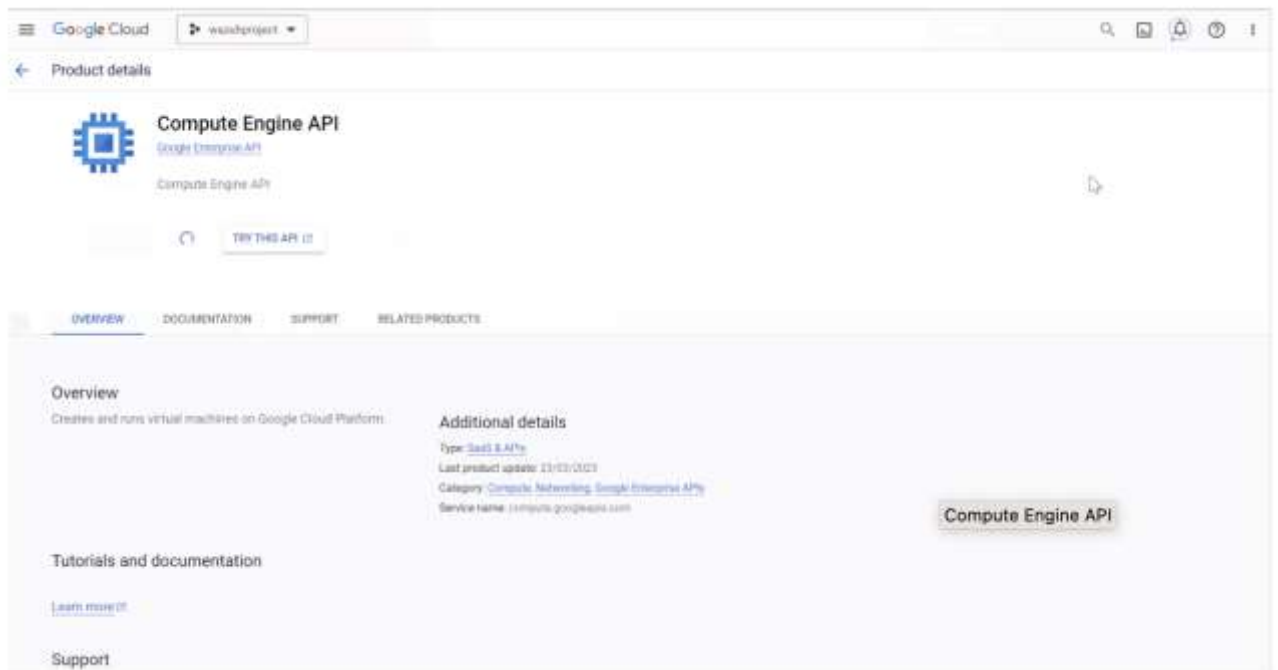 Google Cloud
Product details
Compute Engine API
Google Enterprise API
Compute Engine API
TRY THIS API
OVERVIEW DOCUMENTATION SUPPORT RELATED PRODUCTS
Overview
Creates and runs virtual machines on Google Cloud Platform.
Additional details
Type: SaaS & APIs
Last product update: 23/03/2023
Category: Compute, Networking, Google Enterprise APIs
Service name: compute.googleapis.com
Compute Engine API
Tutorials and documentation
Learn more
Support